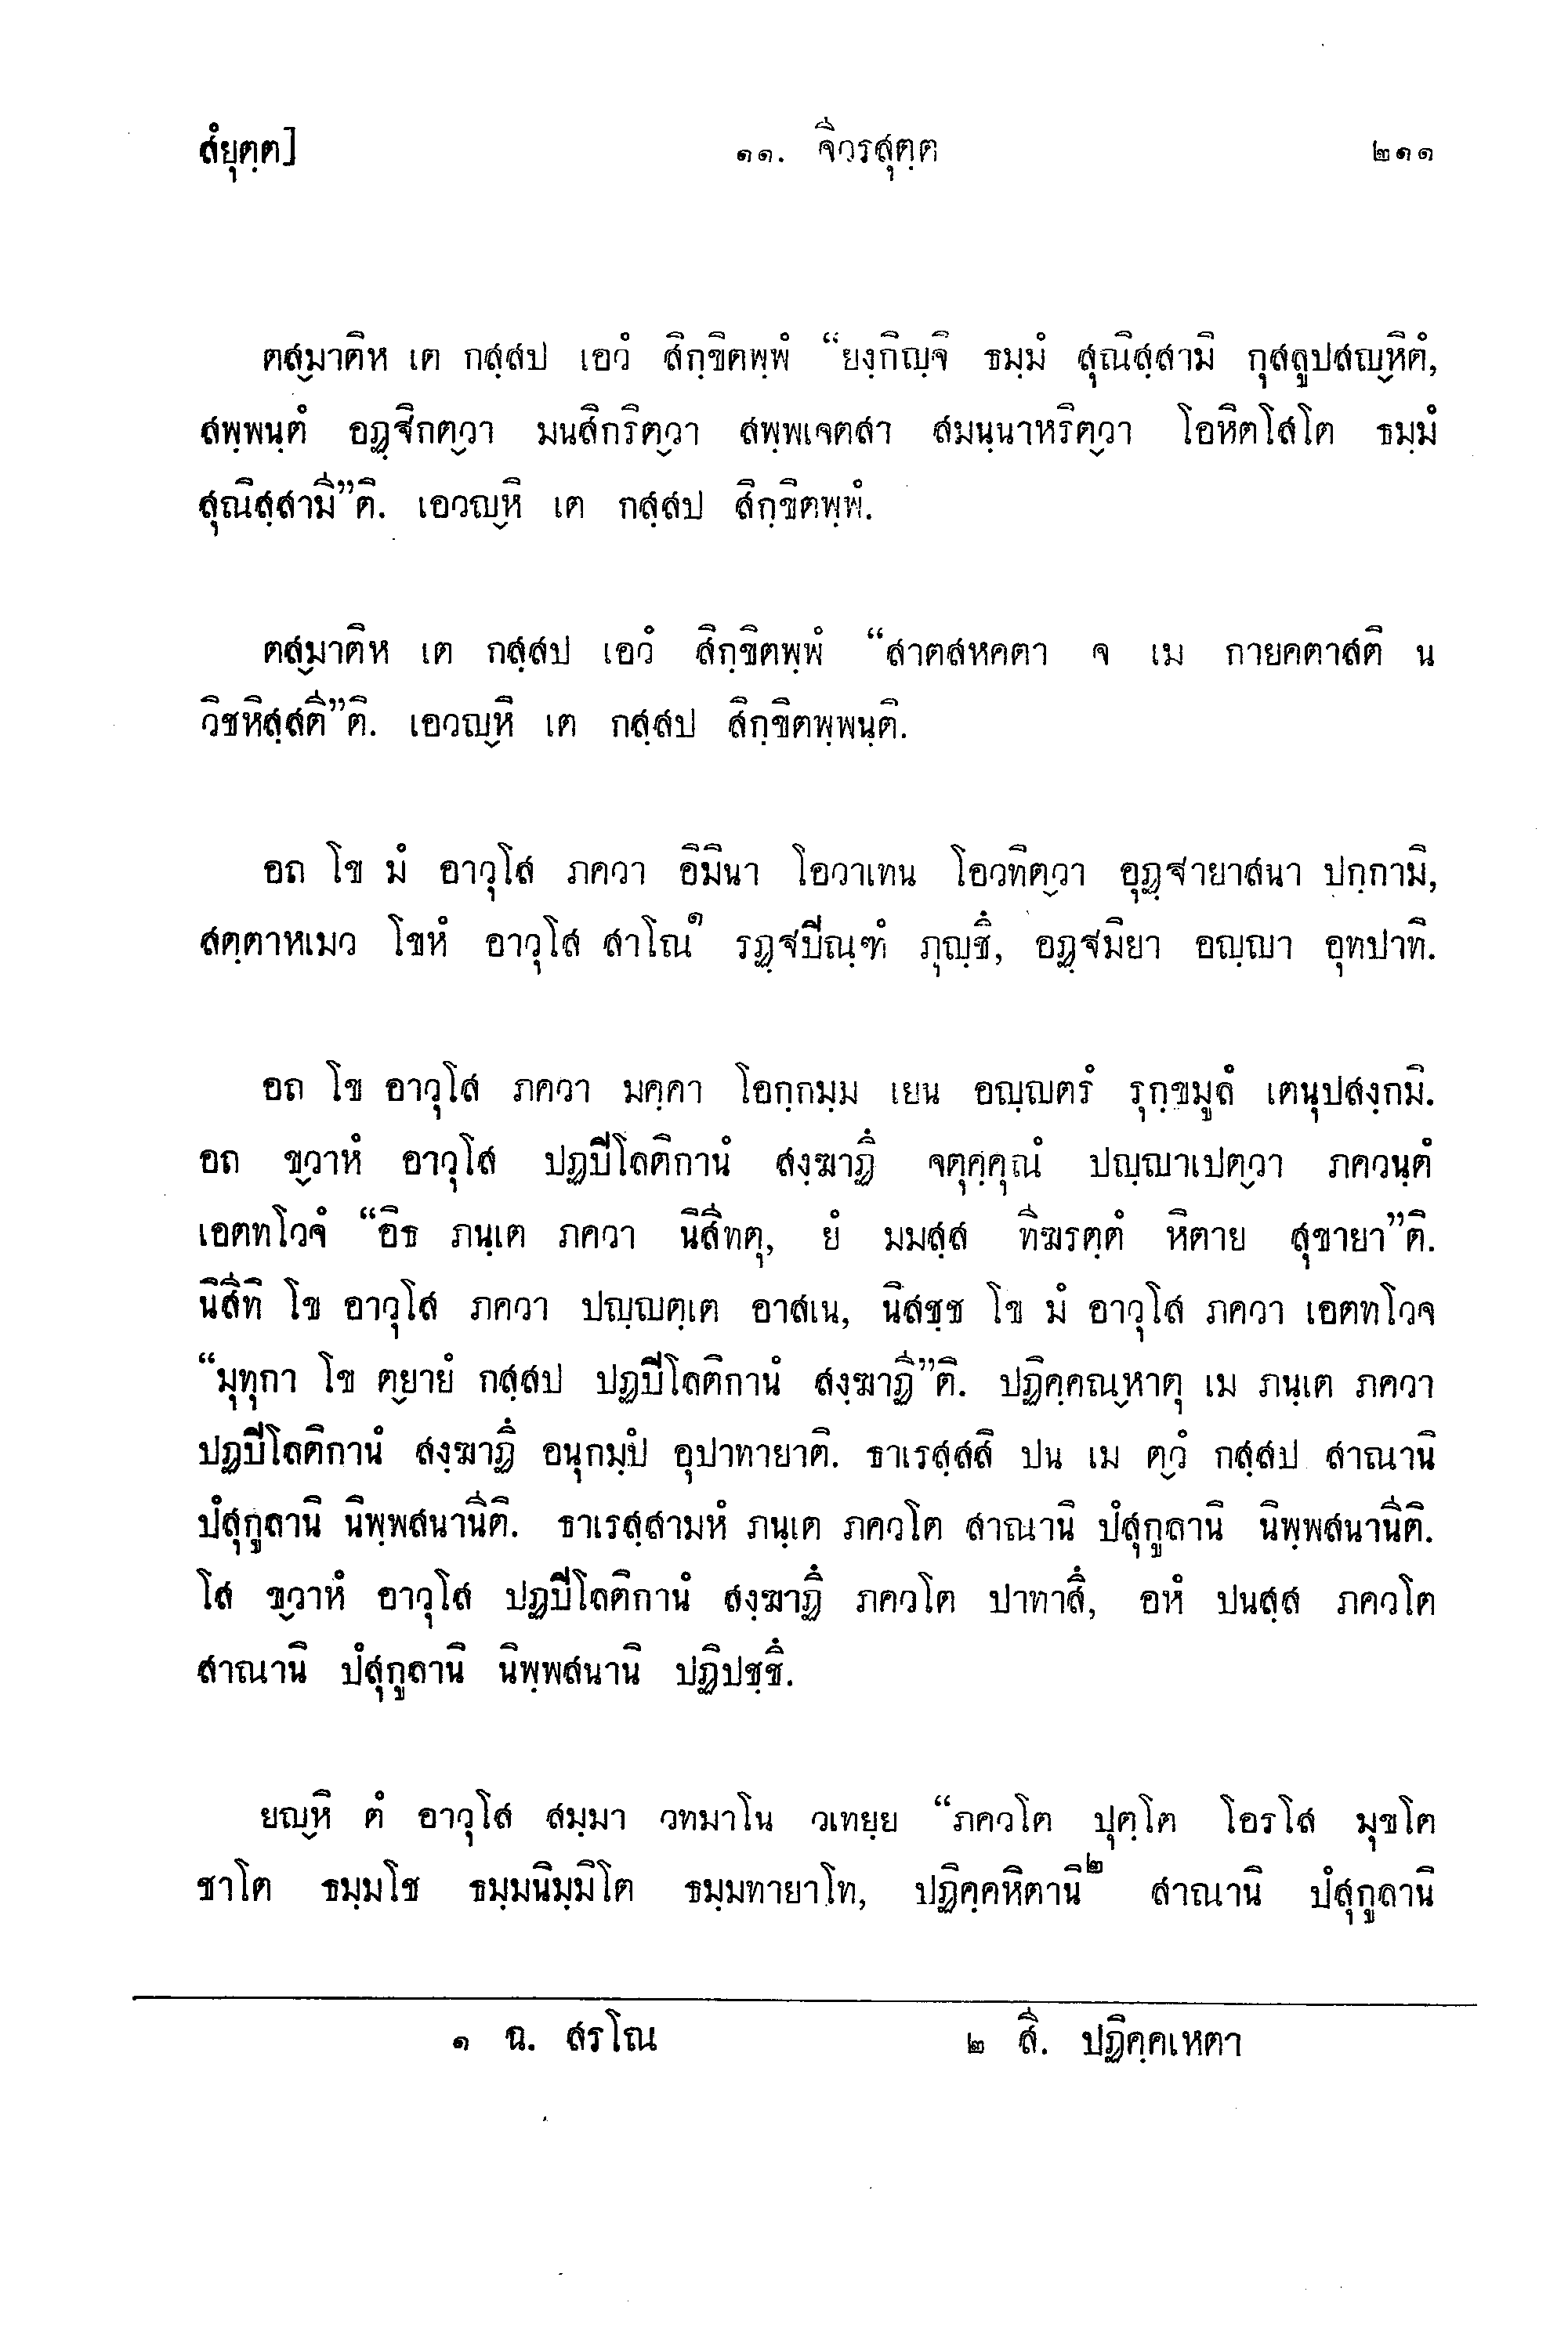 สํยุตฺต]
๑๑. จีวรสุตฺต
๒๑๑
ตส๎มาติห เต กสฺสป เอวํ สิกฺขิตพฺพํ “ยงฺกิญฺจิ ธมฺมํ สุณิสฺสามิ กุสลูปสญ๎หิตํ,
สพฺพนฺตํ อฏฺฐิกต๎วา มนสิกริต๎วา สพฺพเจตสา สมนฺนาหริต๎วา โอหิตโสโต ธมฺมํ
สุณิสฺสามี”ติ. เอวญ๎หิ เต กสฺสป สิกฺขิตพฺพํ.
ตส๎มาติห เต กสฺสป เอวํ สิกฺขิตพฺพํ “สาตสหคตา จ เม กายคตาสติ น
วิชหิสฺสตี”ติ. เอวญ๎หิ เต กสฺสป สิกฺขิตพฺพนฺติ.
อถ โข มํ อาวุโส ภควา อิมินา โอวาเทน โอวทิต๎วา อุฏฺฐายาสนา ปกฺกามิ,
สตฺตาหเมว โขหํ อาวุโส สาโณ๑ รฏฺฐปิณฺฑํ ภุญฺชึ, อฏฺฐมิยา อญฺญา อุทปาทิ.
อถ โข อาวุโส ภควา มคฺคา โอกฺกมฺม เยน อญฺญตรํ รุกฺขมูลํ เตนุปสงฺกมิ.
อถ ข๎วาหํ อาวุโส ปฏปิโลติกานํ สงฺฆาฏึ จตุคฺคุณํ ปญฺญาเปต๎วา ภควนฺตํ
เอตทโวจํ “อิธ ภนฺเต ภควา นิสีทตุ, ยํ มมสฺส ทีฆรตฺตํ หิตาย สุขายา”ติ.
นิสีทิ โข อาวุโส ภควา ปญฺญตฺเต อาสเน, นิสชฺช โข มํ อาวุโส ภควา เอตทโวจ
“มุทุกา โข ต๎ยายํ กสฺสป ปฏปิโลติกานํ สงฺฆาฏี”ติ. ปฏิคฺคณ๎หาตุ เม ภนฺเต ภควา
ปฏปิโลติกานํ สงฺฆาฏึ อนุกมฺปํ อุปาทายาติ. ธาเรสฺสสิ ปน เม ต๎วํ กสฺสป สาณานิ
ปํสุกูลานิ นิพฺพสนานีติ. ธาเรสฺสามหํ ภนฺเต ภควโต สาณานิ ปํสุกูลานิ นิพฺพสนานีติ.
โส ข๎วาหํ อาวุโส ปฏปิโลติกานํ สงฺฆาฏึ ภควโต ปาทาสึ, อหํ ปนสฺส ภควโต
สาณานิ ปํสุกูลานิ นิพฺพสนานิ ปฏิปชฺชึ.
ยญ๎หิ ตํ อาวุโส สมฺมา วทมาโน วเทยฺย “ภควโต ปุตฺโต โอรโส มุขโต
ชาโต ธมฺมโช ธมฺมนิมฺมิโต ธมฺมทายาโท, ปฏิคฺคหิตานิ๒ สาณานิ ปํสุกูลานิ
๑ ฉ. สรโณ
๒ สี. ปฏิคฺคเหตา